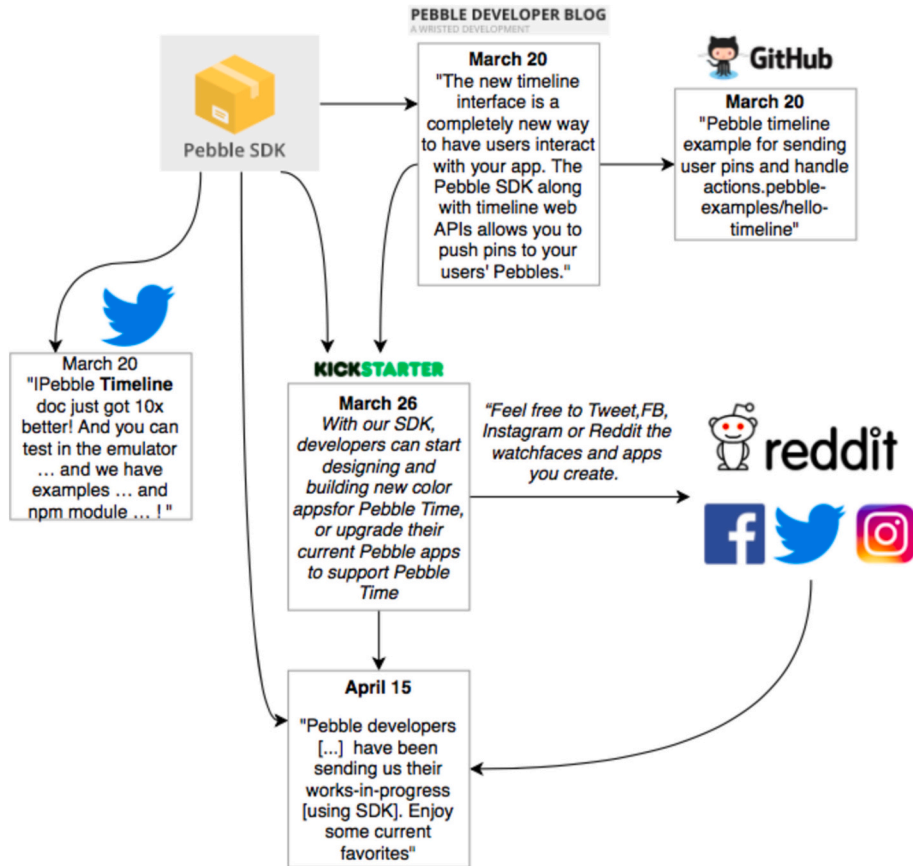 PEBBLE DEVELOPER BLOG
A WRISTED DEVELOPMENT
Pebble SDK
March 20
"The new timeline
interface is a
completely new way
to have users interact
with your app. The
Pebble SDK along
with timeline web
APIs allows you to
push pins to your
users' Pebbles."
GitHub
March 20
"Pebble timeline
example for sending
user pins and handle
actions.pebble-
examples/hello-
timeline"
March 20
"IPebble Timeline
doc just got 10x
better! And you can
test in the emulator
... and we have
examples ... and
npm module ... ! "
KICKSTARTER
March 26
With our SDK,
developers can start
designing and
building new color
appsfor Pebble Time,
or upgrade their
current Pebble apps
to support Pebble
Time
"Feel free to Tweet,FB,
Instagram or Reddit the
watchfaces and apps
you create.
reddit
April 15
"Pebble developers
[...] have been
sending us their
works-in-progress
[using SDK]. Enjoy
some current
favorites"